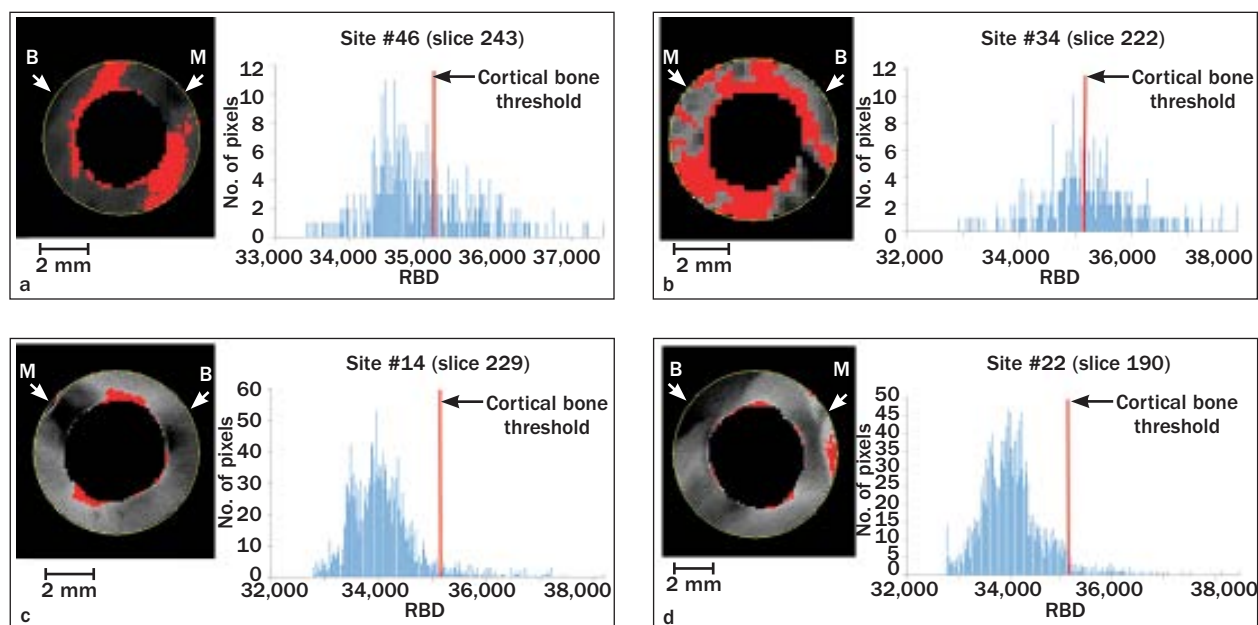 Site #46 (slice 243)
B
M
Cortical bone
threshold
No. of pixels
12
10
8
6
4
2
0
33,000 34,000 35,000 36,000 37,000
RBD
2 mm
a
Site #34 (slice 222)
M
B
Cortical bone
threshold
No. of pixels
12
10
8
6
4
2
0
32,000 34,000 36,000 38,000
RBD
2 mm
b
Site #14 (slice 229)
M
B
Cortical bone
threshold
No. of pixels
60
50
40
30
20
10
0
32,000 34,000 36,000 38,000
RBD
2 mm
c
Site #22 (slice 190)
B
M
Cortical bone
threshold
No. of pixels
50
45
40
35
30
25
20
15
10
5
0
32,000 34,000 36,000 38,000
RBD
2 mm
d